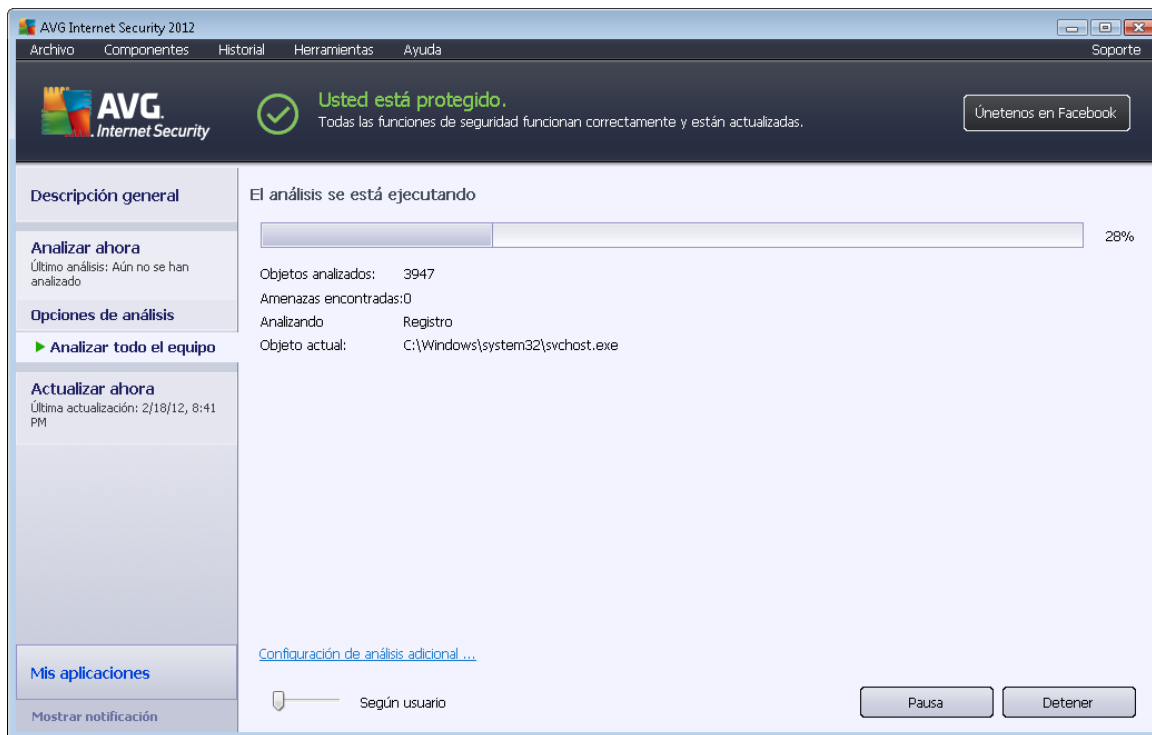 AVG Internet Security 2012
Archivo Componentes Historial Herramientas Ayuda Soporte
AVG.
Internet Security
Usted está protegido.
Todas las funciones de seguridad funcionan correctamente y están actualizadas.
Únetenos en Facebook
Descripción general
Analizar ahora
Último análisis: Aún no se han
analizado
Opciones de análisis
Analizar todo el equipo
Actualizar ahora
Última actualización: 2/18/12, 8:41
PM
Mis aplicaciones
Mostrar notificación
El análisis se está ejecutando
28%
Objetos analizados: 3947
Amenazas encontradas:0
Analizando Registro
Objeto actual: C:\Windows\system32\svchost.exe
Configuración de análisis adicional ...
Según usuario
Pausa
Detener